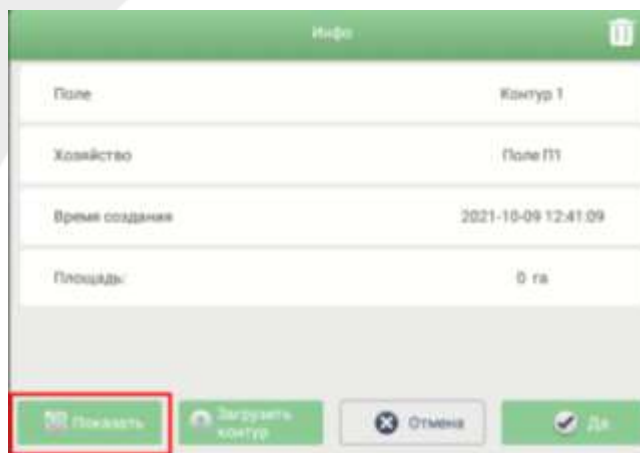 Инфо
Поле Контур 1
Хозяйство Поле П1
Время создания 2021-10-09 12:41:09
Площадь: 0 га
Показать
Загрузить
контур
Отмена
Да